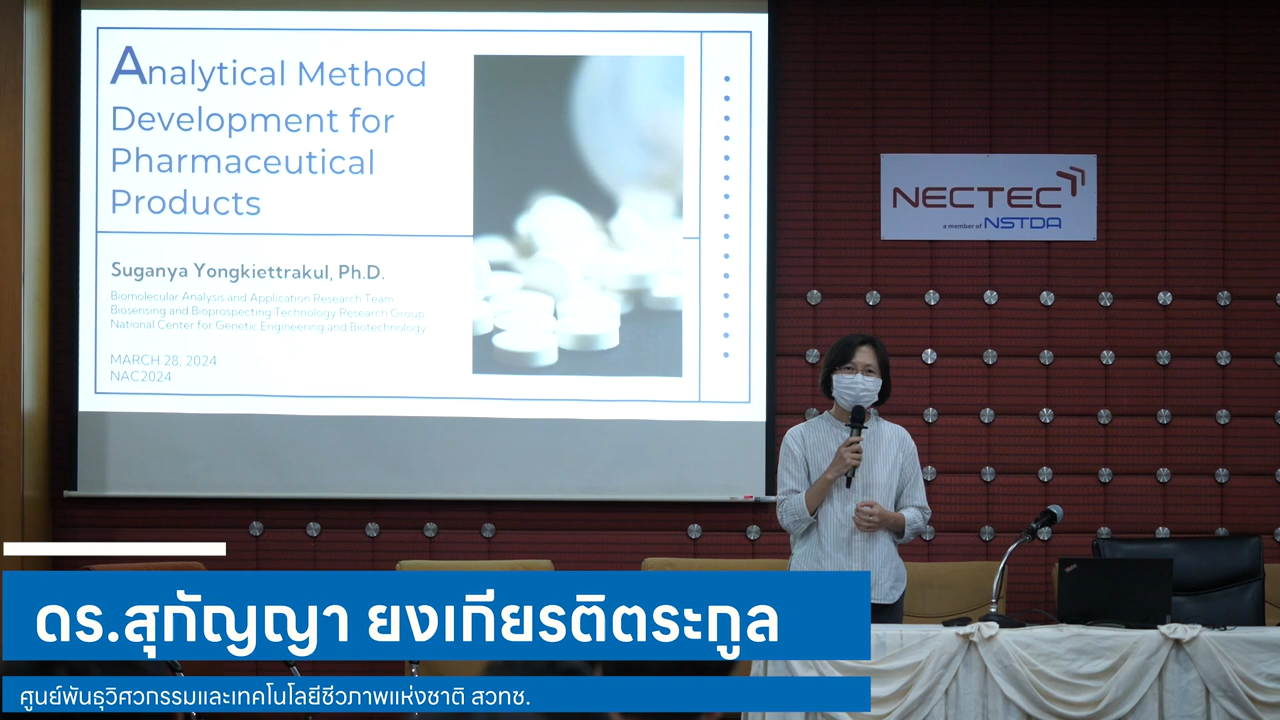 Analytical Method
Development for
Pharmaceutical
Products
Suganya Yongkiettrakul, Ph.D.
Biomolecular Analysis and Application Research Team
Biosensing and Bioprospecting Technology Research Group
National Center for Genetic Engineering and Biotechnology
MARCH 28, 2024
NAC2024
NECTEC
a member of NSTDA
ดร.สุกัญญา ยงเกียรติตระกูล
ศูนย์พันธุวิศวกรรมและเทคโนโลยีชีวภาพแห่งชาติ สวทช.